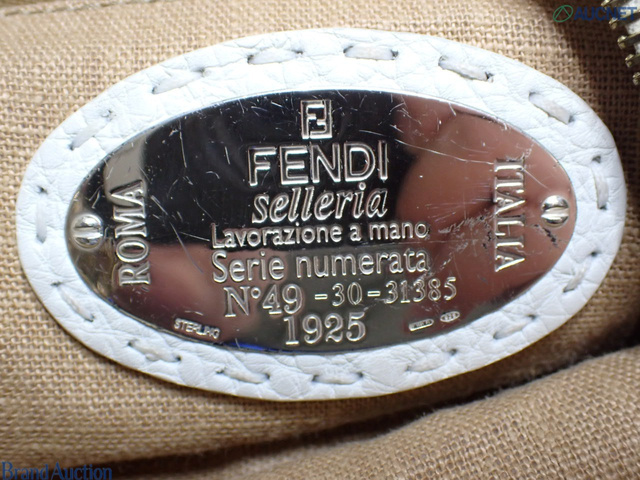 FENDI
selleria
Lavorazione a mano
Serie numerata
N°49 -30-31385
1925
ROMA
ITALIA
STERLING
Brand Auction